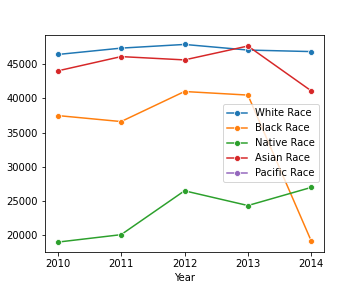 45000
40000
35000
30000
25000
20000
White Race
Black Race
Native Race
Asian Race
Pacific Race
2010 2011 2012 2013 2014
Year